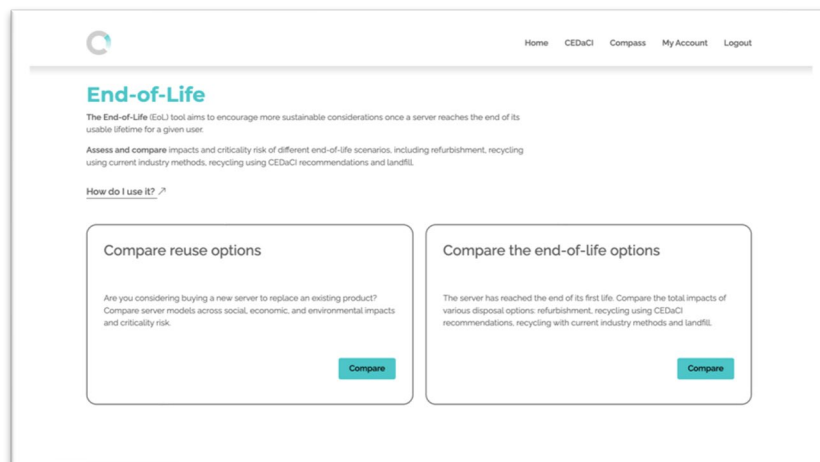 Home CEDaCI Compass My Account Logout
End-of-Life
The End-of-Life (EoL) tool aims to encourage more sustainable considerations once a server reaches the end of its
usable lifetime for a given user.
Assess and compare impacts and criticality risk of different end-of-life scenarios, including refurbishment, recycling
using current industry methods, recycling using CEDaCI recommendations and landfill.
How do I use it? ↗
Compare reuse options
Are you considering buying a new server to replace an existing product?
Compare server models across social, economic, and environmental impacts
and criticality risk.
Compare
Compare the end-of-life options
The server has reached the end of its first life. Compare the total impacts of
various disposal options: refurbishment, recycling using CEDaCI
recommendations, recycling with current industry methods and landfill.
Compare